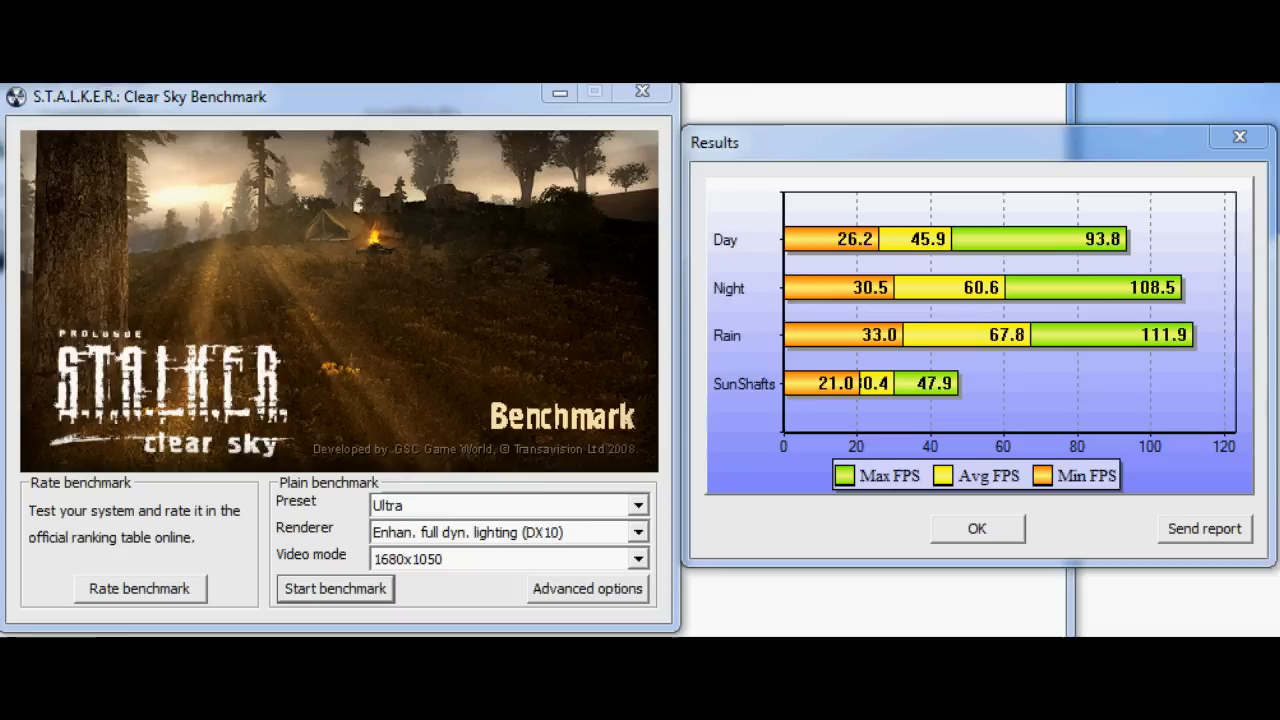 S.T.A.L.K.E.R.: Clear Sky Benchmark
PROLOGUE
S.T.A.L.K.E.R.
clear sky
Benchmark
Developed by GSC Game World, © Transavision Ltd 2008.
Rate benchmark
Test your system and rate it in the
official ranking table online.
Rate benchmark
Plain benchmark
Preset Ultra
Renderer Enhan. full dyn. lighting (DX10)
Video mode 1680x1050
Start benchmark Advanced options
Results
Day 26.2 45.9 93.8
Night 30.5 60.6 108.5
Rain 33.0 67.8 111.9
SunShafts 21.0 0.4 47.9
0 20 40 60 80 100 120
Max FPS Avg FPS Min FPS
OK Send report